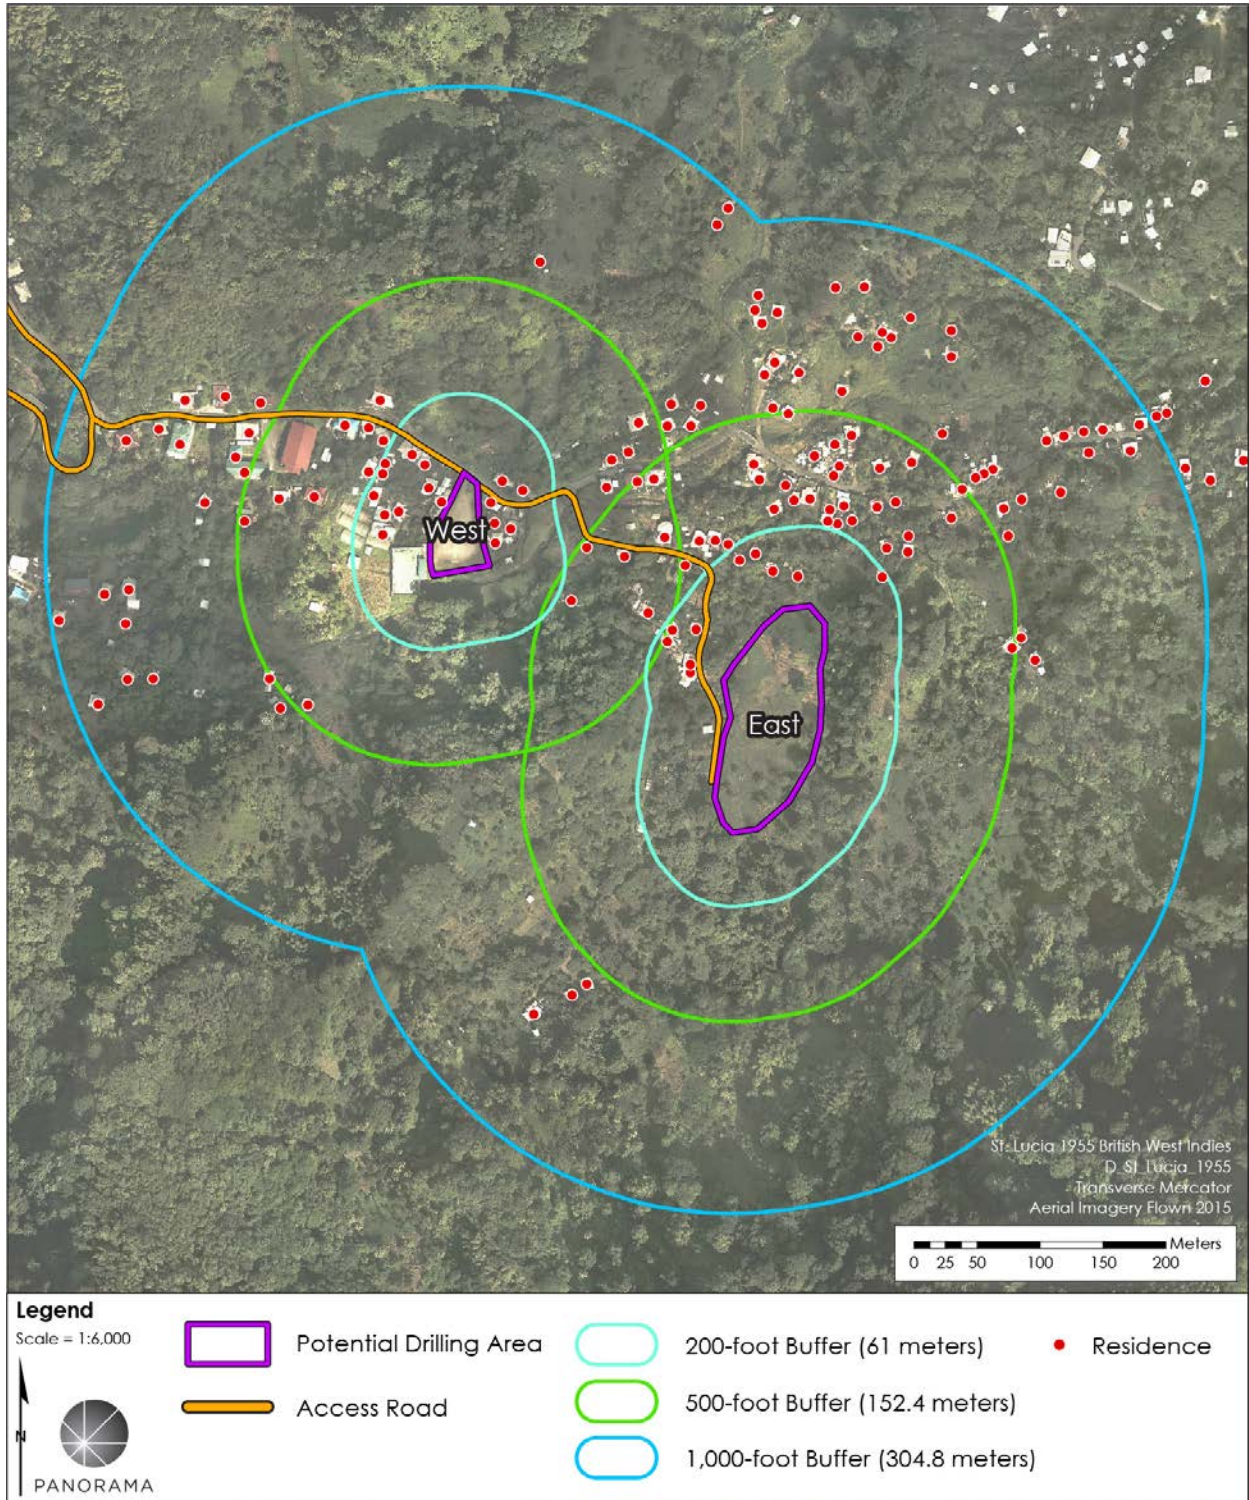 West
East
St. Lucia 1955 British West Indies
D_St_Lucia_1955
Transverse Mercator
Aerial Imagery Flown 2015
Meters
0 25 50 100 150 200
Legend
Scale = 1:6,000
Potential Drilling Area
200-foot Buffer (61 meters)
Residence
Access Road
500-foot Buffer (152.4 meters)
1,000-foot Buffer (304.8 meters)
N
PANORAMA